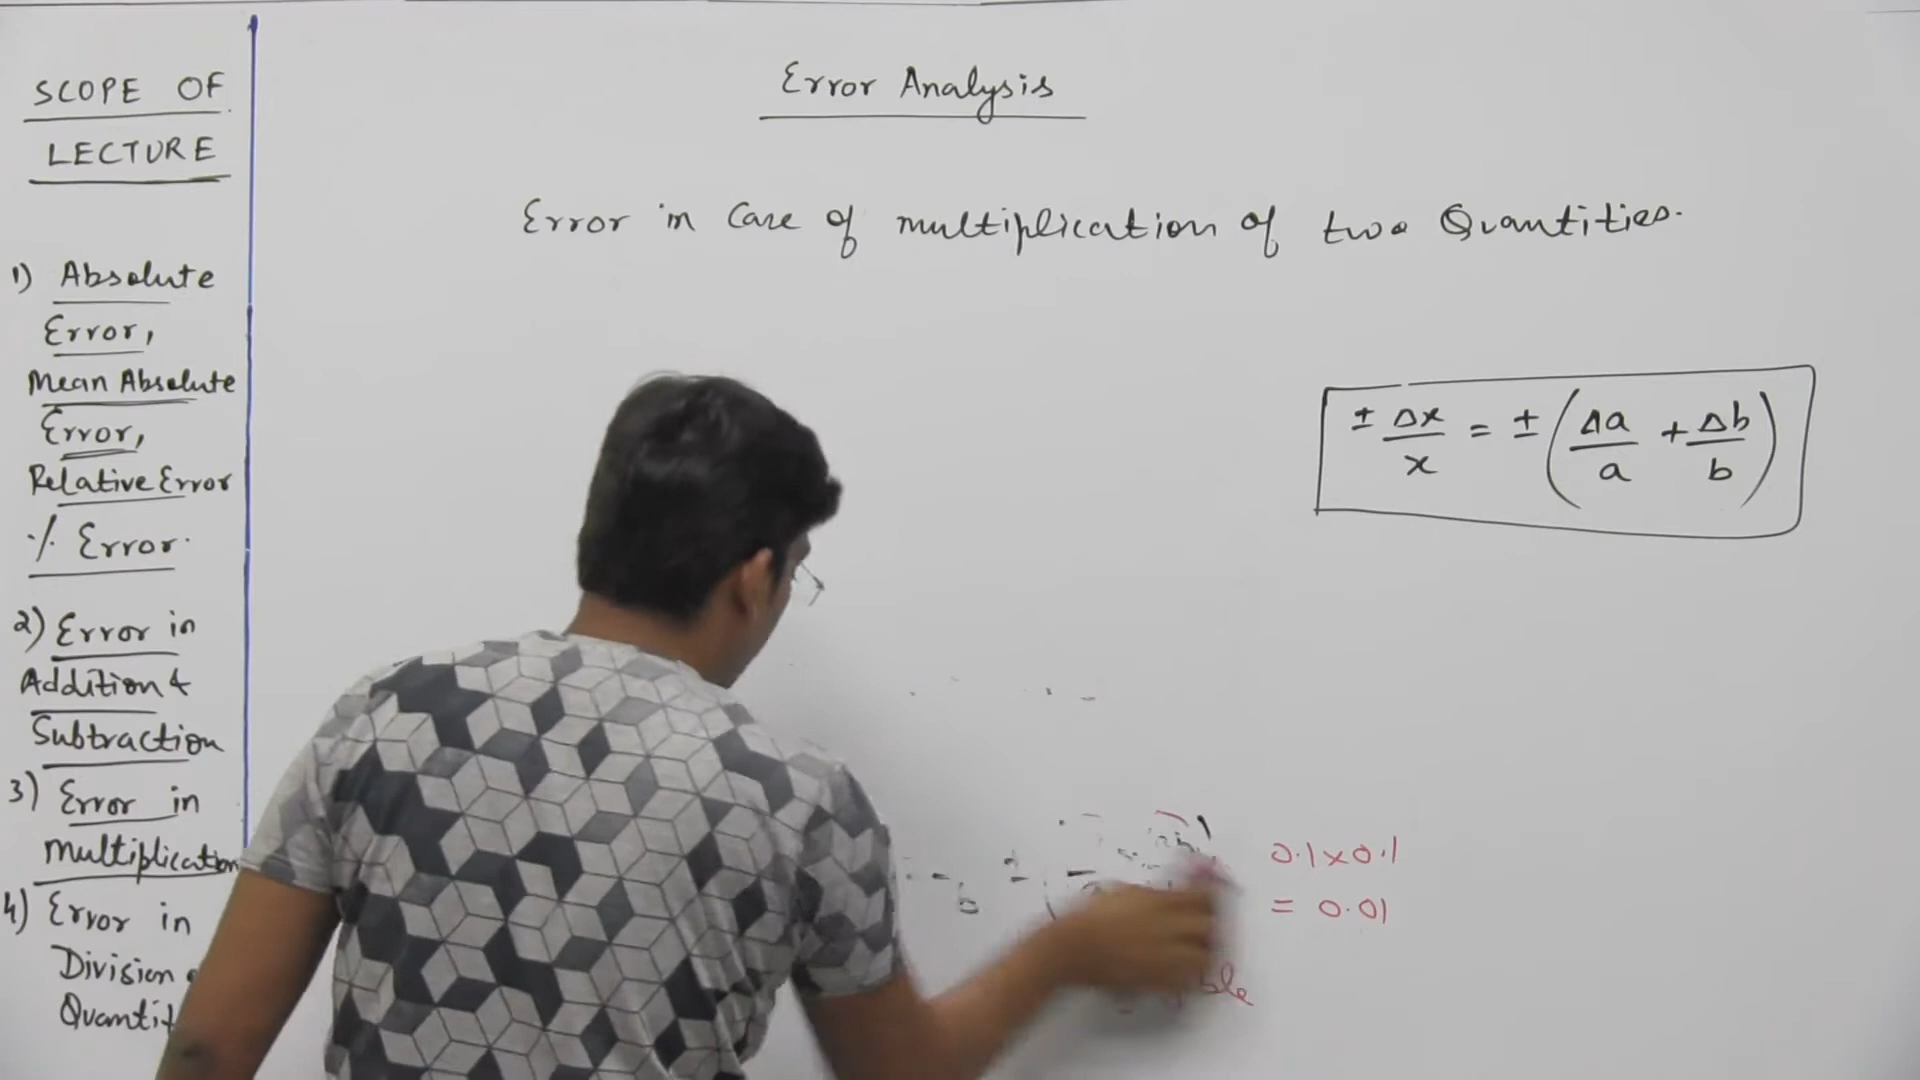 SCOPE OF
LECTURE
1) Absolute
Error,
Mean Absolute
Error,
Relative Error
·/. Error.
2) Error in
Addition &
Subtraction
3) Error in
Multiplication
4) Error in
Division
Error Analysis
Error in Case of multiplication of two Quantities.
± Δx/x = ± (Δa/a + Δb/b)
0.1 x 0.1
= 0.01